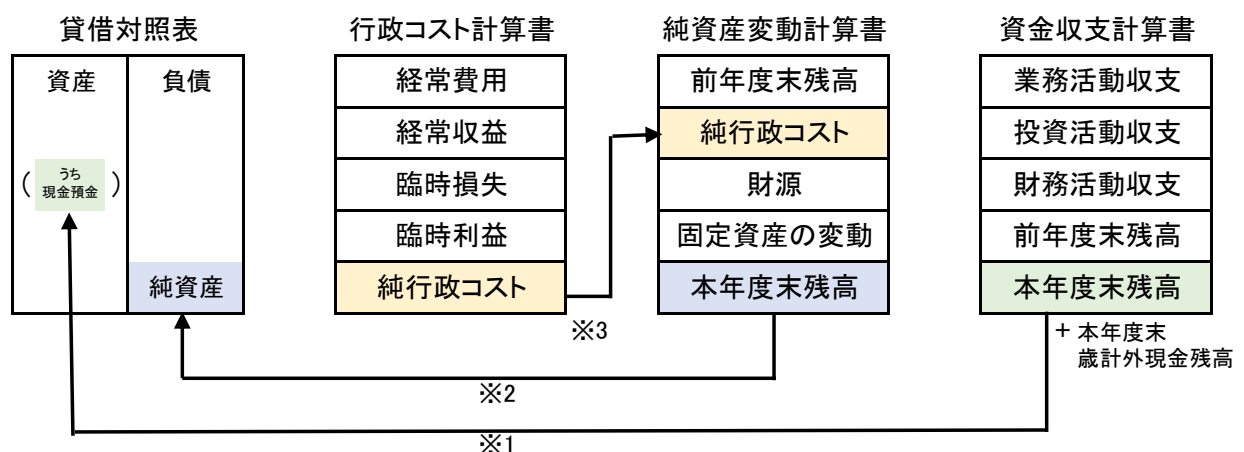 貸借対照表
資産
負債
(うち
現金預金)
純資産
行政コスト計算書
経常費用
経常収益
臨時損失
臨時利益
純行政コスト
純資産変動計算書
前年度末残高
純行政コスト
財源
固定資産の変動
本年度末残高
資金収支計算書
業務活動収支
投資活動収支
財務活動収支
前年度末残高
本年度末残高
+ 本年度末
歳計外現金残高
※3
※2
※1